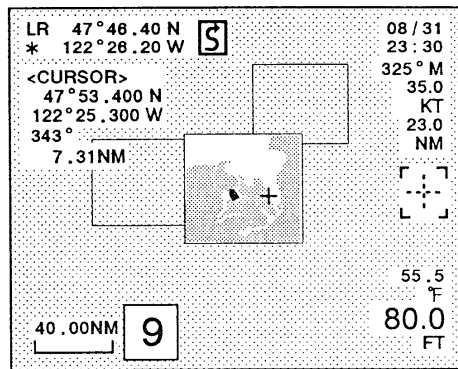 LR 47°46.40 N
* 122°26.20 W
S
<CURSOR>
47°53.400 N
122°25.300 W
343°
7.31NM
08/31
23:30
325°M
35.0
KT
23.0
NM
55.5
°F
80.0
FT
40.00NM
9